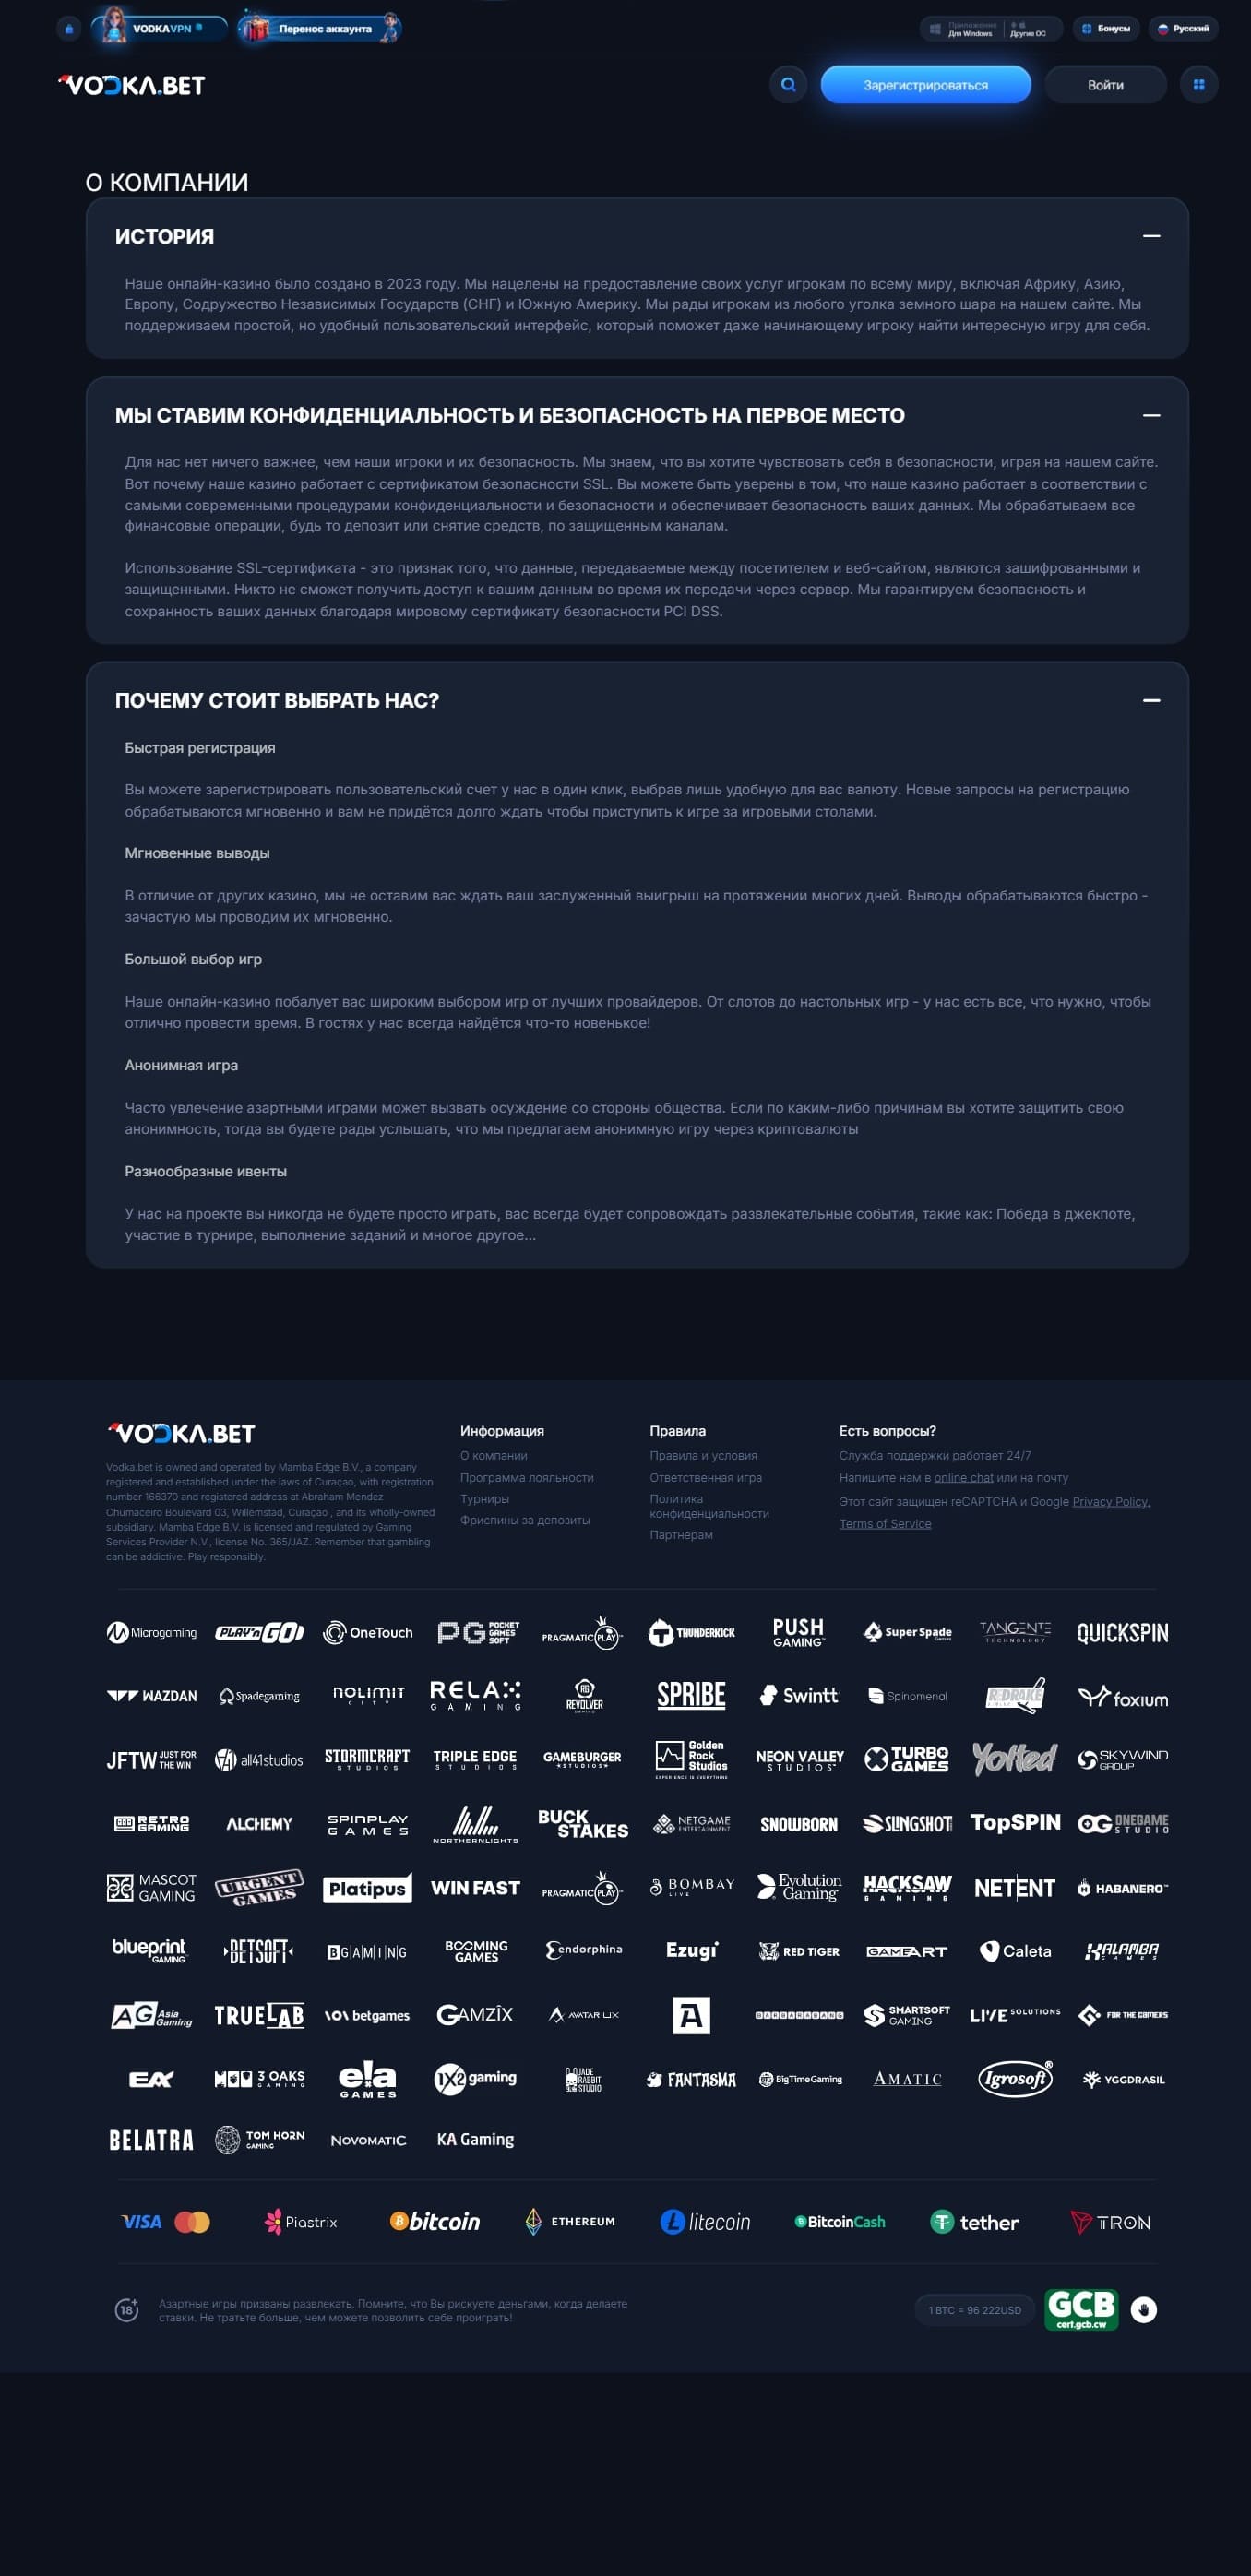 VODKAVPN
Перенос аккаунта
Приложение
Для Windows
Другие ОС
Бонусы
Русский
VODKA.BET
Зарегистрироваться
Войти
О КОМПАНИИ
ИСТОРИЯ
Наше онлайн-казино было создано в 2023 году. Мы нацелены на предоставление своих услуг игрокам по всему миру, включая Африку, Азию,
Европу, Содружество Независимых Государств (СНГ) и Южную Америку. Мы рады игрокам из любого уголка земного шара на нашем сайте. Мы
поддерживаем простой, но удобный пользовательский интерфейс, который поможет даже начинающему игроку найти интересную игру для себя.
МЫ СТАВИМ КОНФИДЕНЦИАЛЬНОСТЬ И БЕЗОПАСНОСТЬ НА ПЕРВОЕ МЕСТО
Для нас нет ничего важнее, чем наши игроки и их безопасность. Мы знаем, что вы хотите чувствовать себя в безопасности, играя на нашем сайте.
Вот почему наше казино работает с сертификатом безопасности SSL. Вы можете быть уверены в том, что наше казино работает в соответствии с
самыми современными процедурами конфиденциальности и безопасности и обеспечивает безопасность ваших данных. Мы обрабатываем все
финансовые операции, будь то депозит или снятие средств, по защищенным каналам.
Использование SSL-сертификата - это признак того, что данные, передаваемые между посетителем и веб-сайтом, являются зашифрованными и
защищенными. Никто не сможет получить доступ к вашим данным во время их передачи через сервер. Мы гарантируем безопасность и
сохранность ваших данных благодаря мировому сертификату безопасности PCI DSS.
ПОЧЕМУ СТОИТ ВЫБРАТЬ НАС?
Быстрая регистрация
Вы можете зарегистрировать пользовательский счет у нас в один клик, выбрав лишь удобную для вас валюту. Новые запросы на регистрацию
обрабатываются мгновенно и вам не придётся долго ждать чтобы приступить к игре за игровыми столами.
Мгновенные выводы
В отличие от других казино, мы не оставим вас ждать ваш заслуженный выигрыш на протяжении многих дней. Выводы обрабатываются быстро -
зачастую мы проводим их мгновенно.
Большой выбор игр
Наше онлайн-казино побалует вас широким выбором игр от лучших провайдеров. От слотов до настольных игр - у нас есть все, что нужно, чтобы
отлично провести время. В гостях у нас всегда найдётся что-то новенькое!
Анонимная игра
Часто увлечение азартными играми может вызвать осуждение со стороны общества. Если по каким-либо причинам вы хотите защитить свою
анонимность, тогда вы будете рады услышать, что мы предлагаем анонимную игру через криптовалюты
Разнообразные ивенты
У нас на проекте вы никогда не будете просто играть, вас всегда будет сопровождать развлекательные события, такие как: Победа в джекпоте,
участие в турнире, выполнение заданий и многое другое...
VODKA.BET
Vodka.bet is owned and operated by Mamba Edge B.V., a company
registered and established under the laws of Curaçao, with registration
number 166370 and registered address at Abraham Mendez
Chumaceiro Boulevard 03, Willemstad, Curaçao , and its wholly-owned
subsidiary. Mamba Edge B.V. is licensed and regulated by Gaming
Services Provider N.V., license No. 365/JAZ. Remember that gambling
can be addictive. Play responsibly.
Информация
О компании
Программа лояльности
Турниры
Фриспины за депозиты
Правила
Правила и условия
Ответственная игра
Политика
конфиденциальности
Партнерам
Есть вопросы?
Служба поддержки работает 24/7
Напишите нам в online chat или на почту
Этот сайт защищен reCAPTCHA и Google Privacy Policy.
Terms of Service
Microgaming PLAY'n GO OneTouch PG POCKET GAMES SOFT PRAGMATIC PLAY THUNDERKICK PUSH GAMING Super Spade Games TANGENTE TECHNOLOGY QUICKSPIN
WAZDAN Spadegaming NOLIMIT CITY RELAX GAMING REVOLVER GAMING SPRIBE Swintt Spinomenal REDRAKE foxium
JFTW JUST FOR THE WIN all41studios STORMCRAFT STUDIOS TRIPLE EDGE STUDIOS GAMEBURGER STUDIOS Golden Rock Studios EXPERIENCE IS EVERYTHING NEON VALLEY STUDIOS TURBO GAMES Yolted SKYWIND GROUP
RETRO GAMING ALCHEMY SPINPLAY GAMES NORTHERNLIGHTS BUCK STAKES NETGAME ENTERTAINMENT SNOWBORN SLINGSHOT TopSPIN OG ONEGAME STUDIO
MASCOT GAMING URGENT GAMES Platipus WIN FAST PRAGMATIC PLAY BOMBAY LIVE Evolution Gaming HACKSAW GAMING NETENT HABANERO
blueprint GAMING BETSOFT BGAMING BOOMING GAMES endorphina Ezugi RED TIGER GAMEART Caleta KALAMBA GAMES
AG Asia Gaming TRUELAB betgames GAMZIX AVATAR UX A BANGBANGBANG SMARTSOFT GAMING LIVE SOLUTIONS FOR THE GAMERS
EA 3 OAKS GAMING ela GAMES 1X2 gaming JADE RABBIT STUDIO FANTASMA BigTimeGaming AMATIC Igrosoft YGGDRASIL
BELATRA TOM HORN GAMING NOVOMATIC KA Gaming
VISA Piastrix bitcoin ETHEREUM litecoin BitcoinCash tether TRON
18+
Азартные игры призваны развлекать. Помните, что Вы рискуете деньгами, когда делаете
ставки. Не тратьте больше, чем можете позволить себе проиграть!
1 BTC = 96 222USD
GCB
cert.gcb.cw